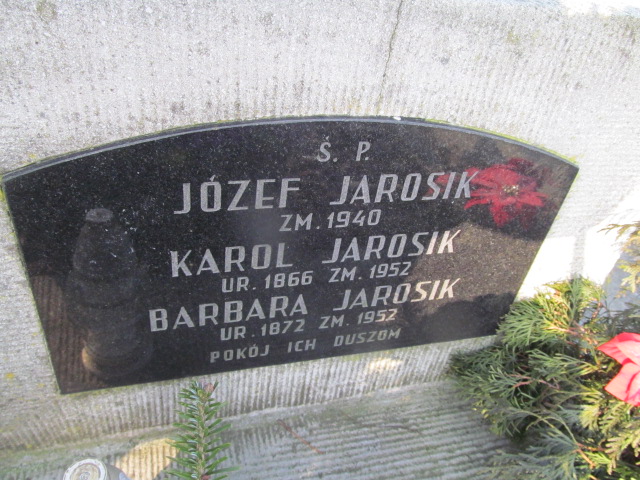 Ś. P.
JÓZEF JAROSIK
ZM. 1940
KAROL JAROSIK
UR. 1866 ZM. 1952
BARBARA JAROSIK
UR. 1872 ZM. 1952
POKÓJ ICH DUSZOM